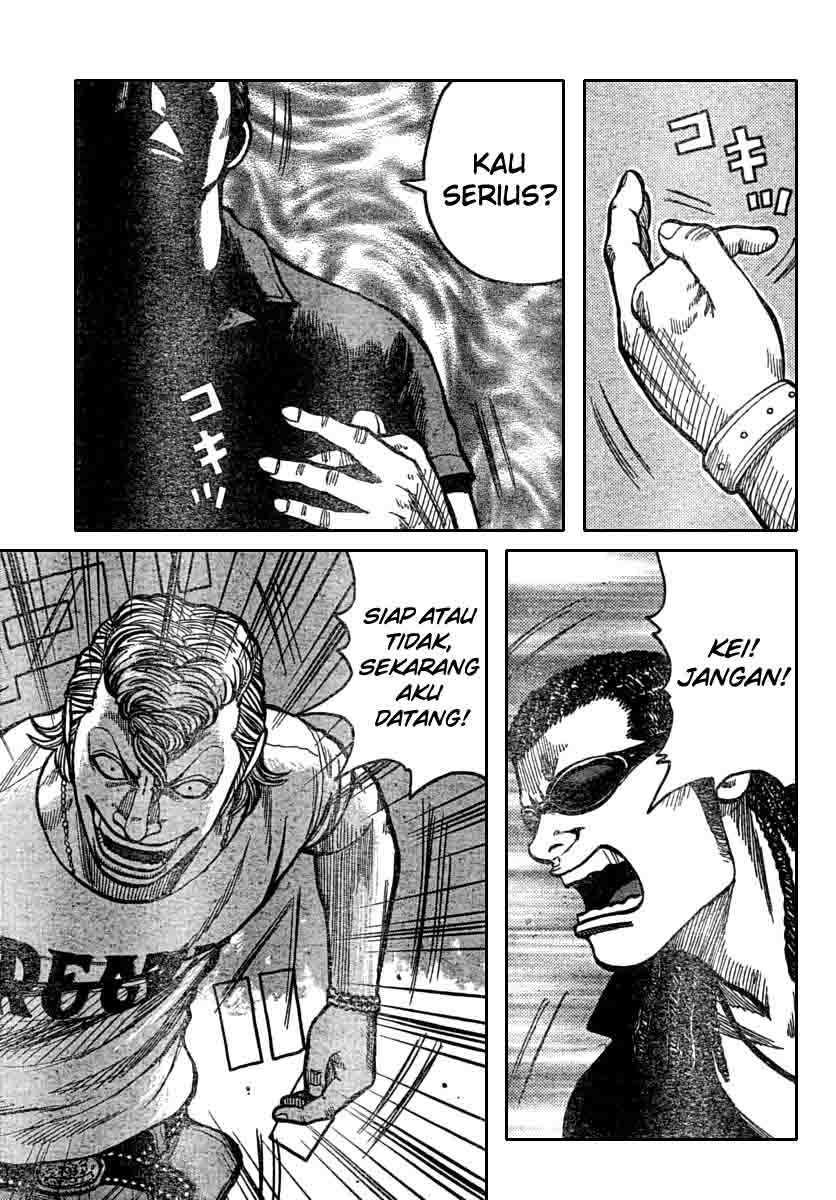 コキッ
KAU
SERIUS?
コキッ
KEI!
JANGAN!
SIAP ATAU
TIDAK,
SEKARANG
AKU
DATANG!